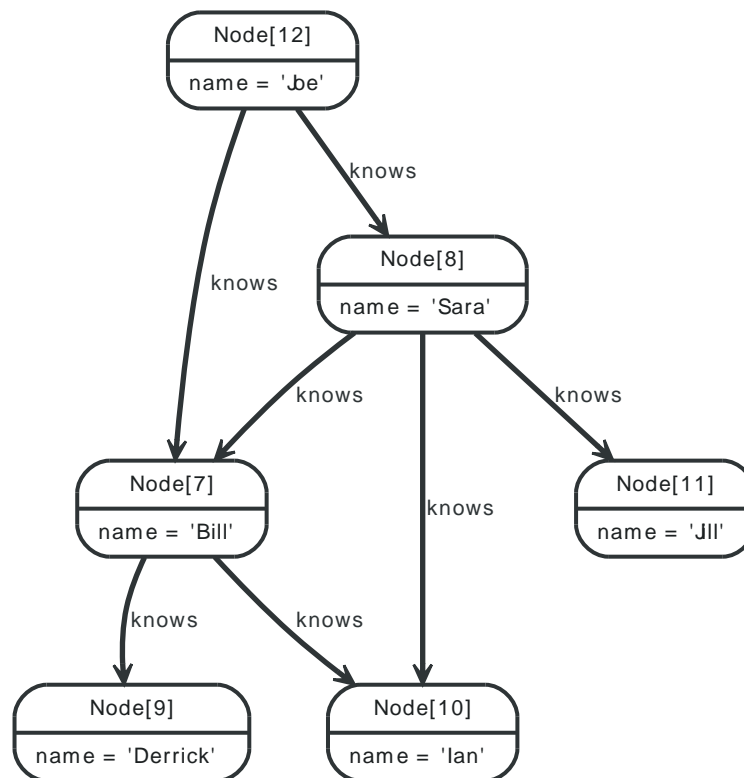 Node[12]
name = 'Joe'
knows
Node[8]
knows
name = 'Sara'
knows
knows
Node[7]
Node[11]
knows
name = 'Bill'
name = 'Jill'
knows
knows
Node[9]
Node[10]
name = 'Derrick'
name = 'Ian'